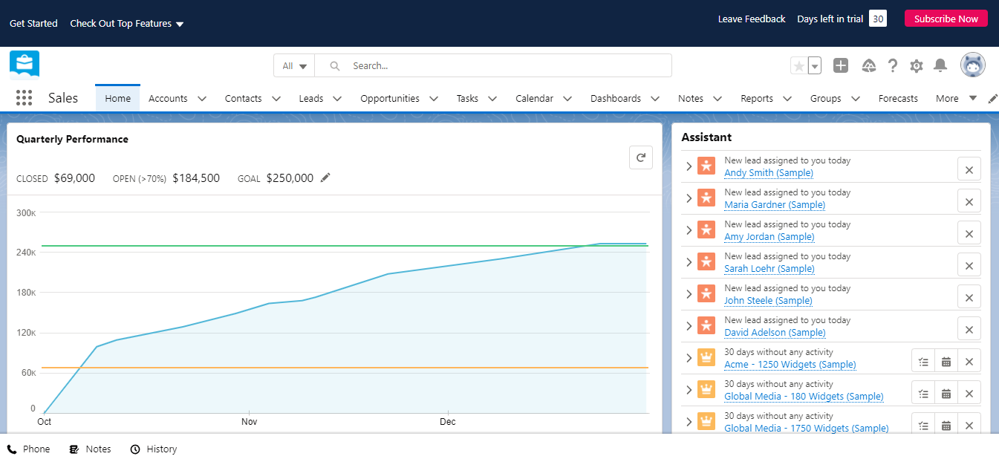 Get Started Check Out Top Features Leave Feedback Days left in trial 30 Subscribe Now
All Search...
Sales Home Accounts Contacts Leads Opportunities Tasks Calendar Dashboards Notes Reports Groups Forecasts More
Quarterly Performance
CLOSED $69,000 OPEN (>70%) $184,500 GOAL $250,000
300K
240K
180K
120K
60K
0
Oct Nov Dec
Assistant
New lead assigned to you today
Andy Smith (Sample)
New lead assigned to you today
Maria Gardner (Sample)
New lead assigned to you today
Amy Jordan (Sample)
New lead assigned to you today
Sarah Loehr (Sample)
New lead assigned to you today
John Steele (Sample)
New lead assigned to you today
David Adelson (Sample)
30 days without any activity
Acme - 1250 Widgets (Sample)
30 days without any activity
Global Media - 180 Widgets (Sample)
30 days without any activity
Global Media - 1750 Widgets (Sample)
Phone Notes History